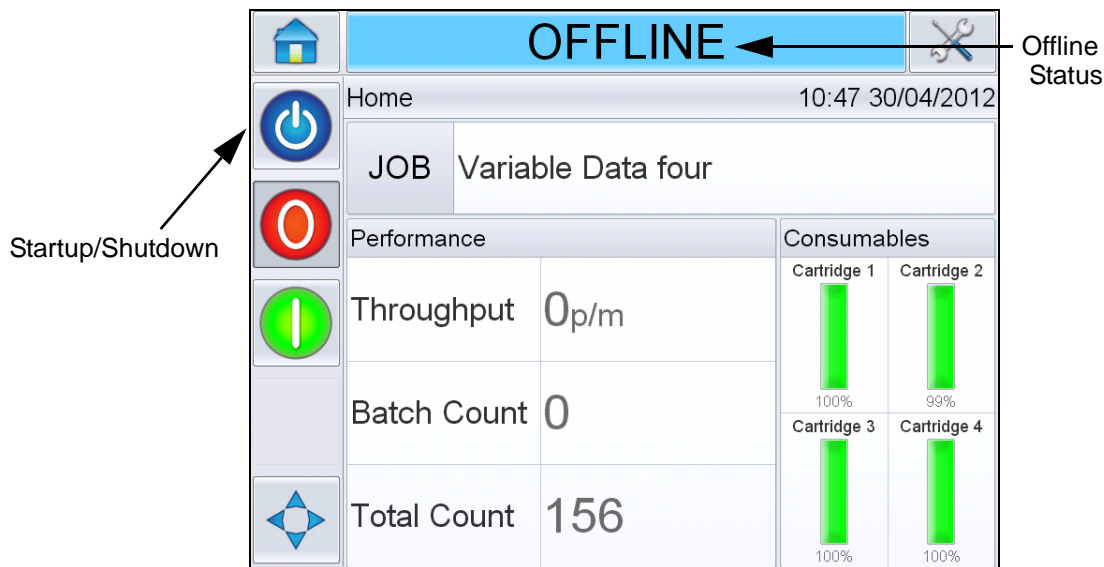 OFFLINE
Offline
Status
Home 10:47 30/04/2012
JOB Variable Data four
Startup/Shutdown
Performance
Throughput 0p/m
Batch Count 0
Total Count 156
Consumables
Cartridge 1 Cartridge 2
100% 99%
Cartridge 3 Cartridge 4
100% 100%